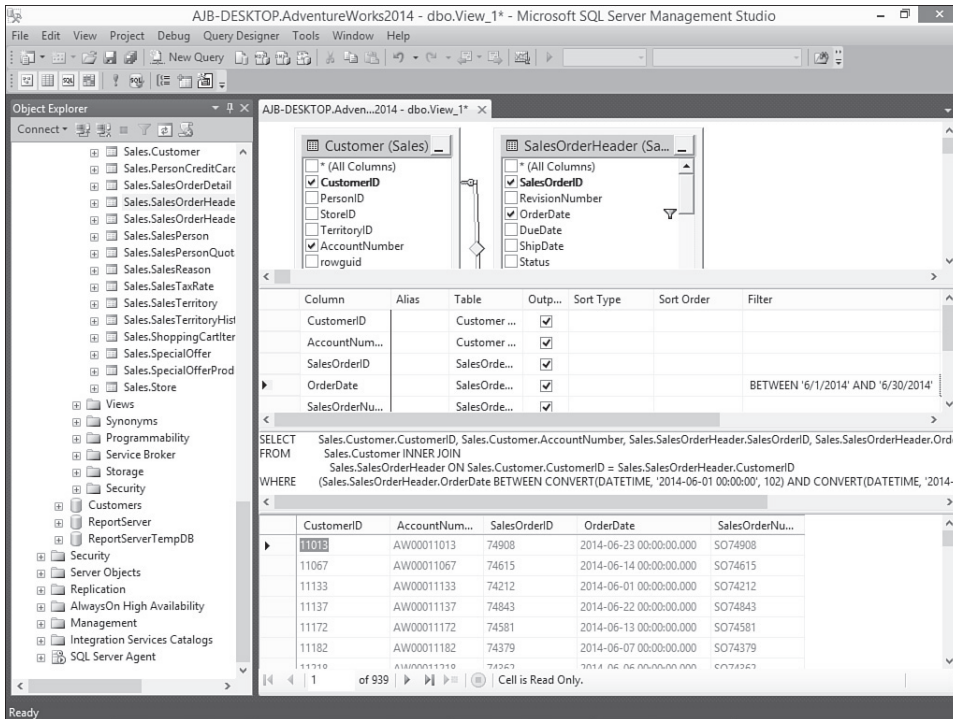 AJB-DESKTOP.AdventureWorks2014 - dbo.View_1* - Microsoft SQL Server Management Studio
File Edit View Project Debug Query Designer Tools Window Help
New Query
Object Explorer
Connect
Sales.Customer
Sales.PersonCreditCarc
Sales.SalesOrderDetail
Sales.SalesOrderHeade
Sales.SalesOrderHeade
Sales.SalesPerson
Sales.SalesPersonQuot
Sales.SalesReason
Sales.SalesTaxRate
Sales.SalesTerritory
Sales.SalesTerritoryHist
Sales.ShoppingCartIter
Sales.SpecialOffer
Sales.SpecialOfferProd
Sales.Store
Views
Synonyms
Programmability
Service Broker
Storage
Security
Customers
ReportServer
ReportServerTempDB
Security
Server Objects
Replication
AlwaysOn High Availability
Management
Integration Services Catalogs
SQL Server Agent
AJB-DESKTOP.Adven...2014 - dbo.View_1*
Customer (Sales)
* (All Columns)
CustomerID
PersonID
StoreID
TerritoryID
AccountNumber
rowguid
SalesOrderHeader (Sa...
* (All Columns)
SalesOrderID
RevisionNumber
OrderDate
DueDate
ShipDate
Status
Column Alias Table Outp... Sort Type Sort Order Filter
CustomerID Customer ...
AccountNum... Customer ...
SalesOrderID SalesOrde...
OrderDate SalesOrde... BETWEEN '6/1/2014' AND '6/30/2014'
SalesOrderNu... SalesOrde...
SELECT Sales.Customer.CustomerID, Sales.Customer.AccountNumber, Sales.SalesOrderHeader.SalesOrderID, Sales.SalesOrderHeader.Orde
FROM Sales.Customer INNER JOIN
Sales.SalesOrderHeader ON Sales.Customer.CustomerID = Sales.SalesOrderHeader.CustomerID
WHERE (Sales.SalesOrderHeader.OrderDate BETWEEN CONVERT(DATETIME, '2014-06-01 00:00:00', 102) AND CONVERT(DATETIME, '2014-
CustomerID AccountNum... SalesOrderID OrderDate SalesOrderNu...
11013 AW00011013 74908 2014-06-23 00:00:00.000 SO74908
11067 AW00011067 74615 2014-06-14 00:00:00.000 SO74615
11133 AW00011133 74212 2014-06-01 00:00:00.000 SO74212
11137 AW00011137 74843 2014-06-22 00:00:00.000 SO74843
11172 AW00011172 74581 2014-06-13 00:00:00.000 SO74581
11182 AW00011182 74379 2014-06-07 00:00:00.000 SO74379
11218 AW00011218 74362 2014-06-06 00:00:00.000 SO74362
1 of 939 Cell is Read Only.
Ready